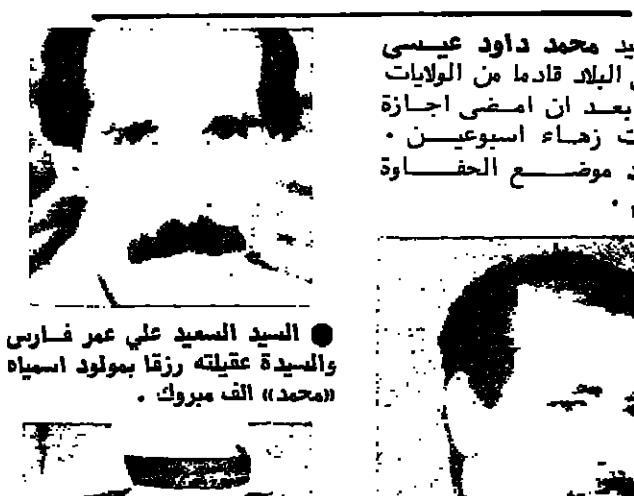 محمد داود عيسى
البلاد قادما من الولايات
بعد ان امضى اجازة
زهاء اسبوعين .
موضع الحفاوة
● السيد السعيد علي عمر فارس
والسيدة عقيلته رزقا بمولود اسمياه
«محمد» الف مبروك .